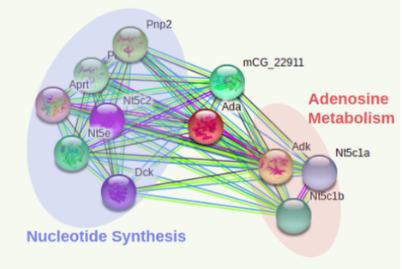 Pnp2
mCG_22911
Aprt
Nt5c2
Ada
Adenosine
Metabolism
Nt5e
Adk
Nt5c1a
Dck
Nt5c1b
Nucleotide Synthesis